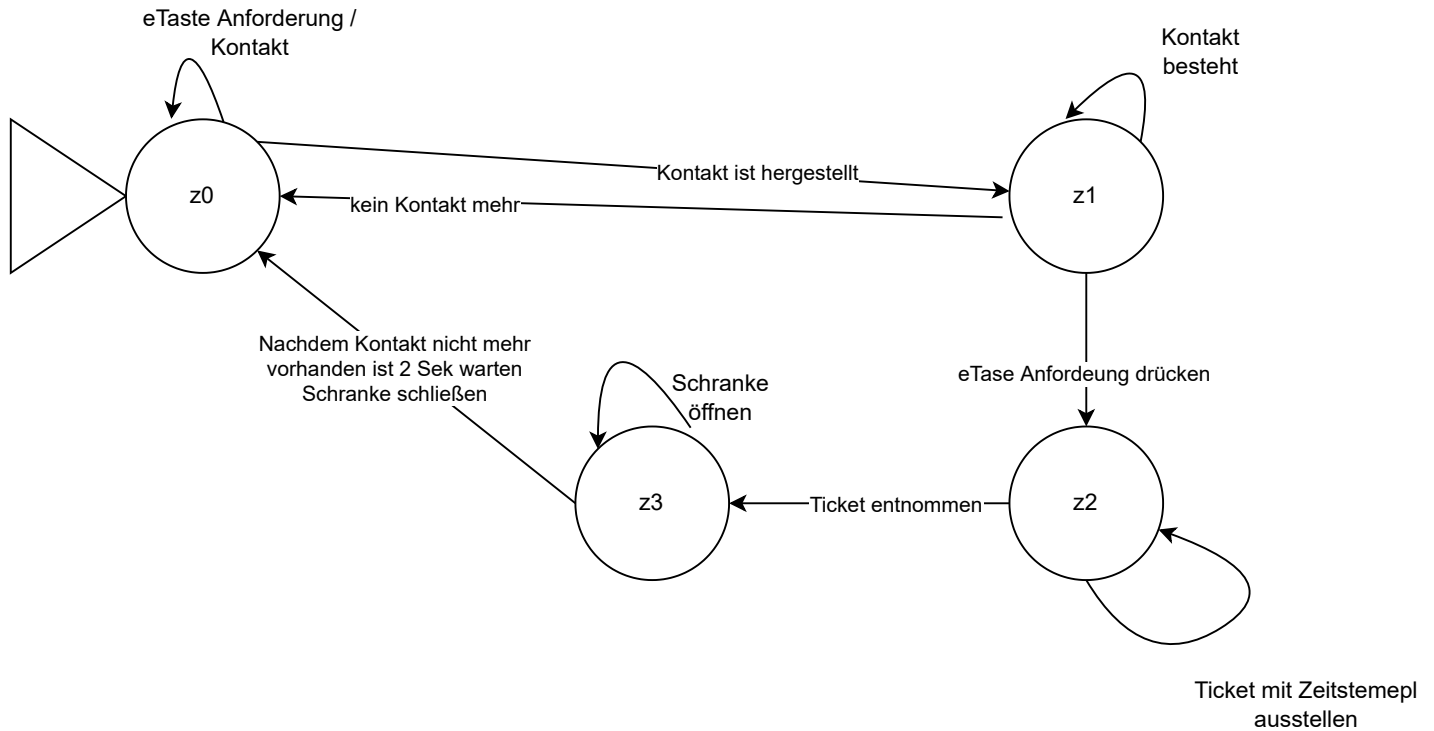 eTaste Anforderung /
Kontakt
Kontakt
besteht
z0
Kontakt ist hergestellt
kein Kontakt mehr
z1
Nachdem Kontakt nicht mehr
vorhanden ist 2 Sek warten
Schranke schließen
Schranke
öffnen
eTase Anfordeung drücken
z3
Ticket entnommen
z2
Ticket mit Zeitstemepl
ausstellen